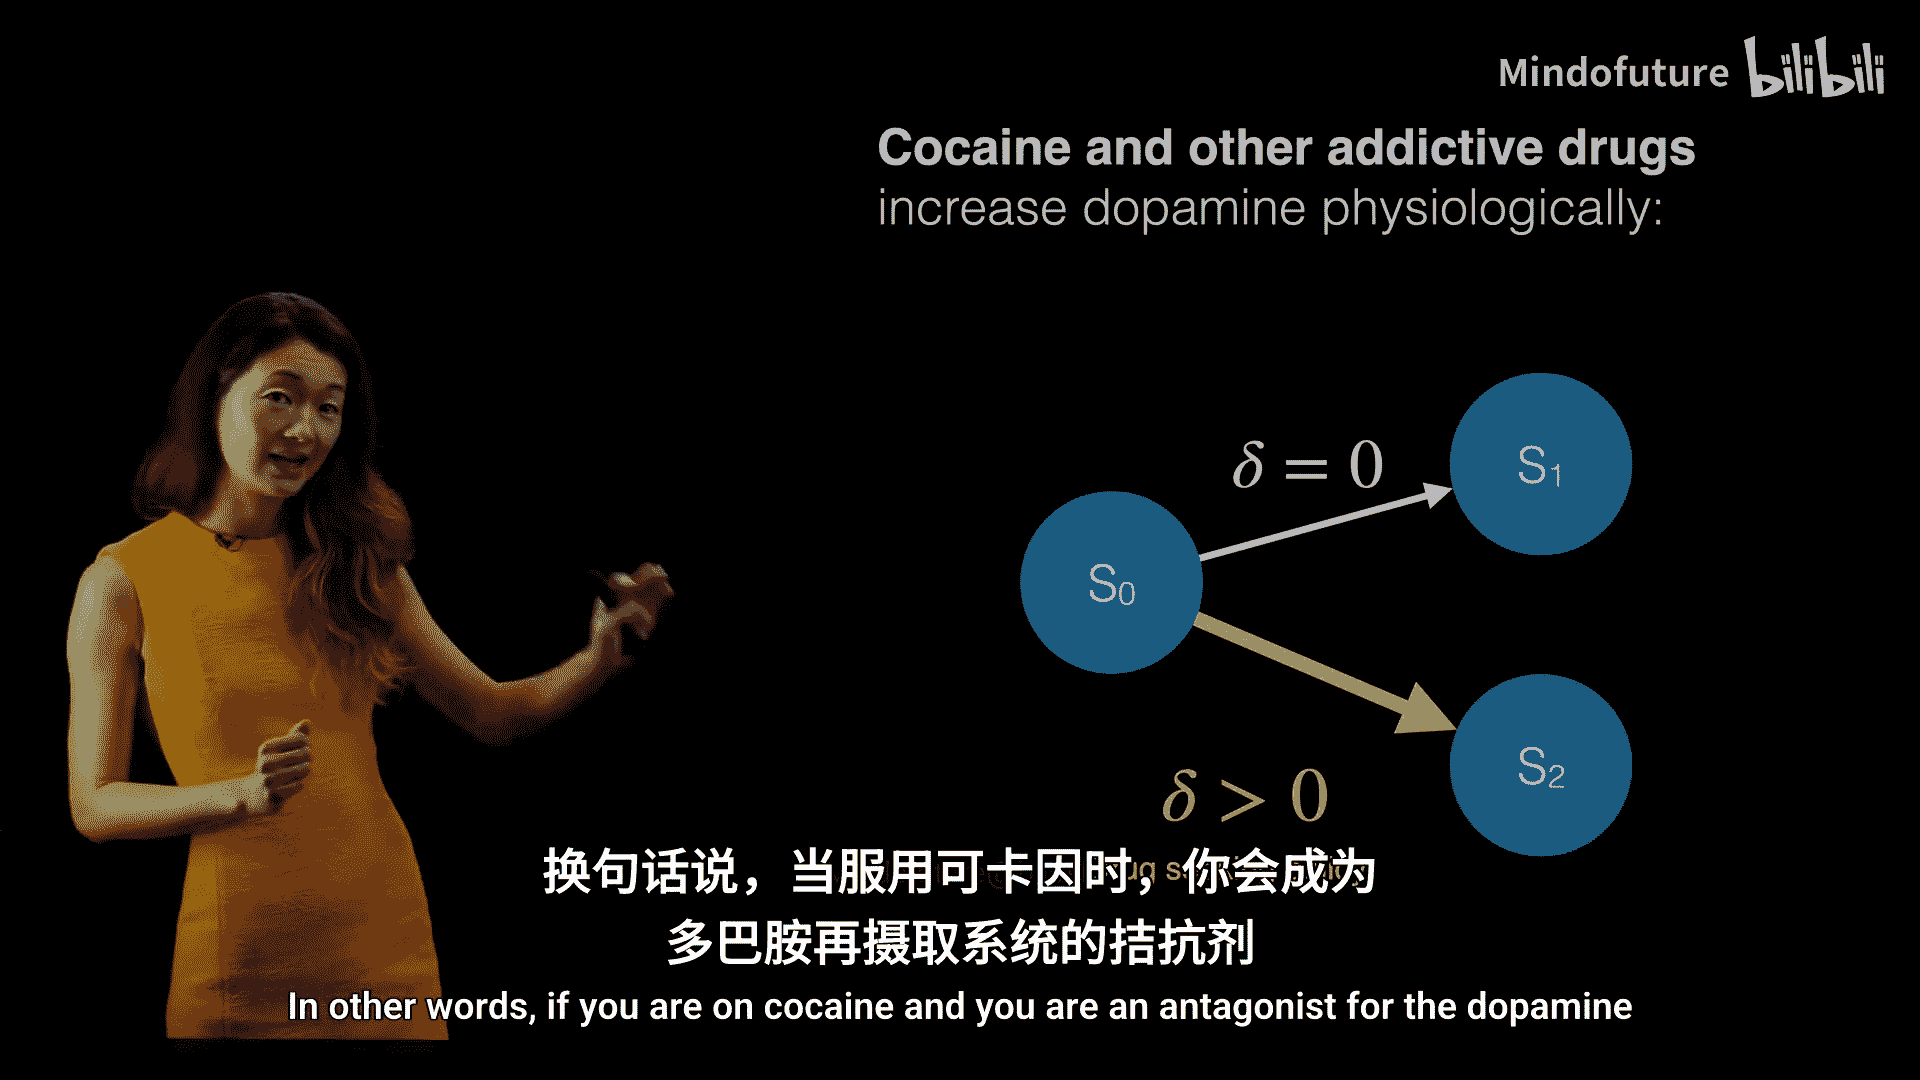 Mindofuture bilibili
Cocaine and other addictive drugs
increase dopamine physiologically:
δ = 0
S₁
S₀
δ > 0
S₂
换句话说，当服用可卡因时，你会成为
多巴胺再摄取系统的拮抗剂
In other words, if you are on cocaine and you are an antagonist for the dopamine